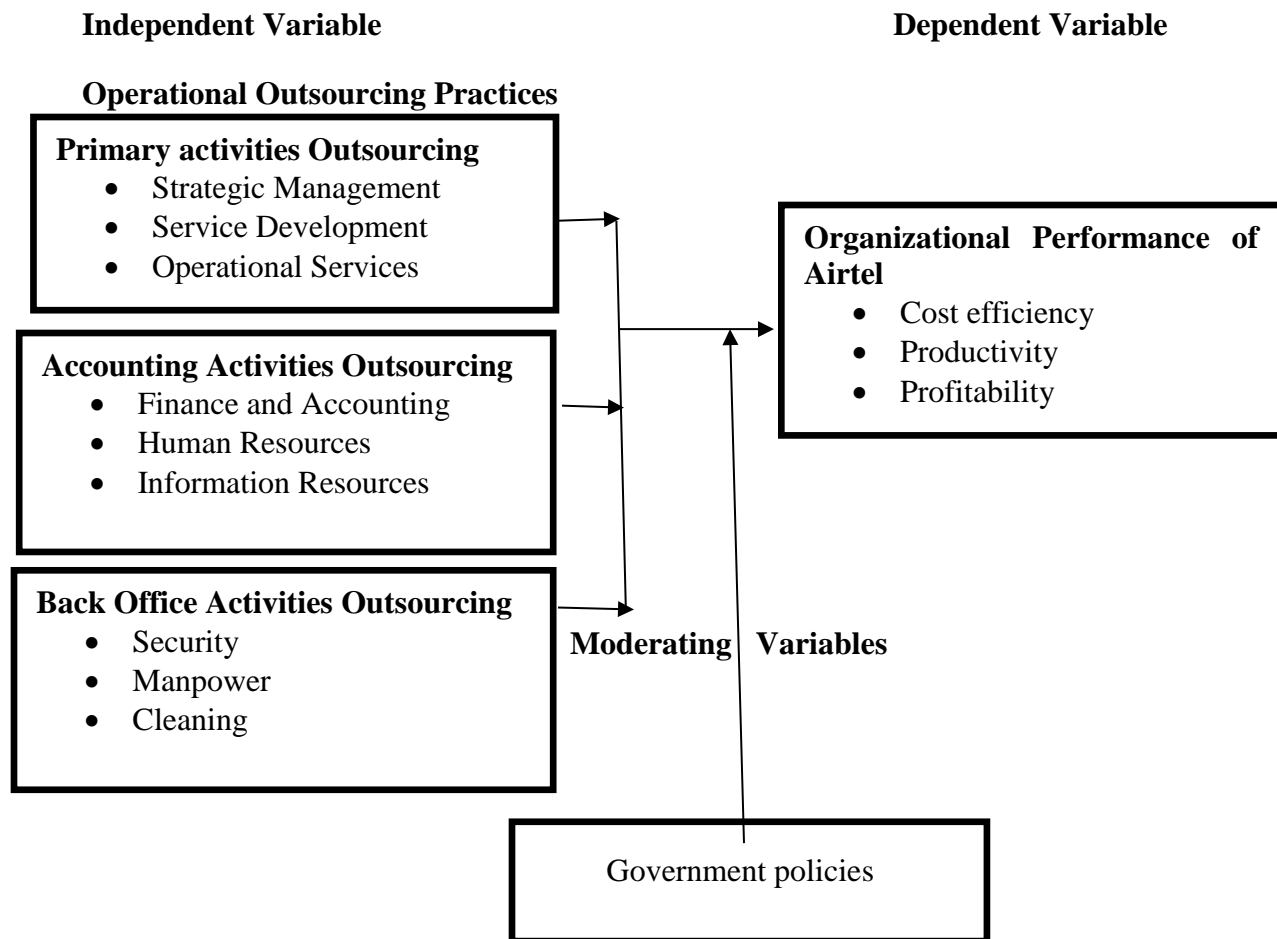 Independent Variable
Dependent Variable
Operational Outsourcing Practices
Primary activities Outsourcing
• Strategic Management
• Service Development
• Operational Services
Organizational Performance of
Airtel
• Cost efficiency
• Productivity
• Profitability
Accounting Activities Outsourcing
• Finance and Accounting
• Human Resources
• Information Resources
Back Office Activities Outsourcing
• Security
• Manpower
• Cleaning
Moderating Variables
Government policies